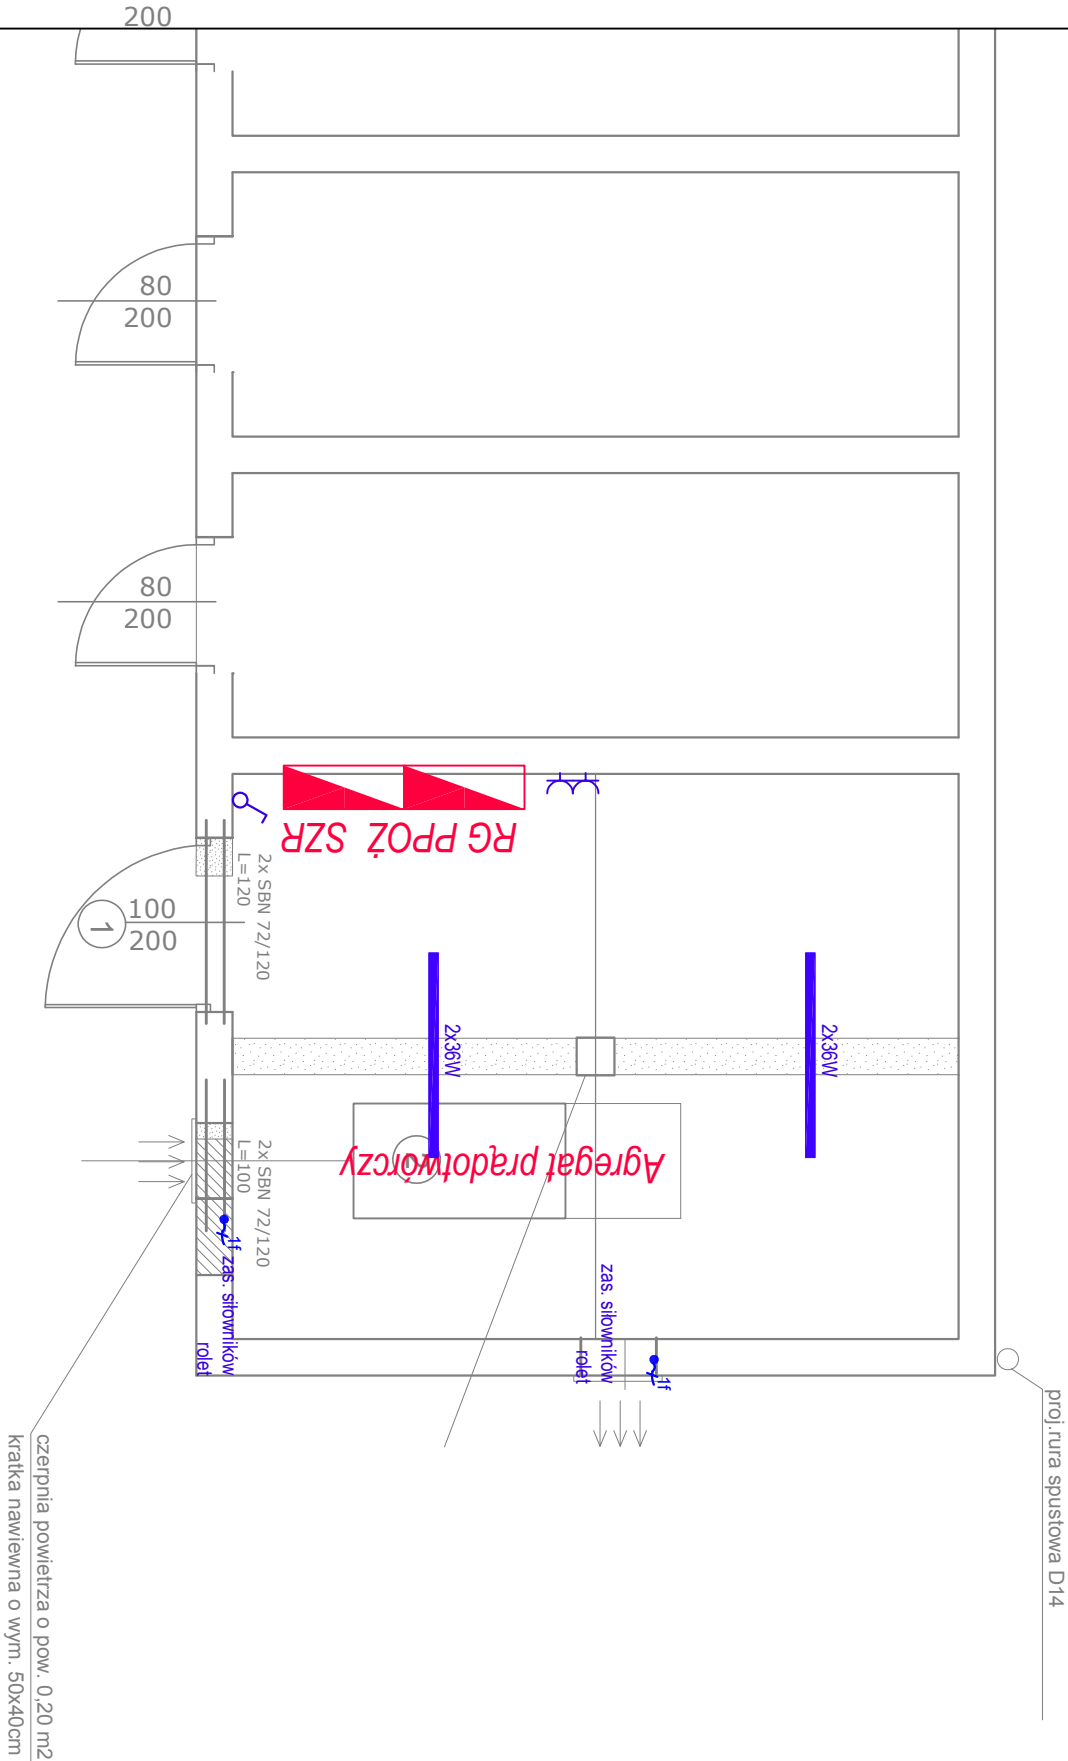 200
80
200
80
200
RG PPOŻ SZR
2x SBN 72/120
L=120
100
200
1
2x36W
2x36W
Agregat prądotwórczy
2x SBN 72/120
L=100
1f
zas. siłowników
rolet
zas. siłowników
rolet
1f
proj.rura spustowa D14
czerpnia powietrza o pow. 0,20 m2
kratka nawiewna o wym. 50x40cm